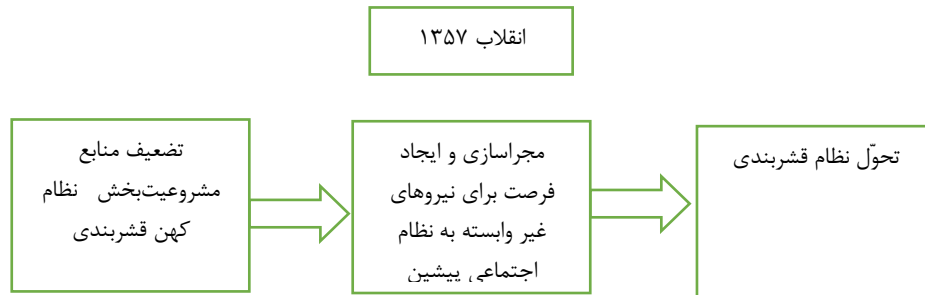 انقلاب ۱۳۵۷
تضعیف منابع
مشروعیت‌بخش نظام
کهن قشربندی
مجراسازی و ایجاد
فرصت برای نیروهای
غیر وابسته به نظام
اجتماعی پیشین
تحوّل نظام قشربندی